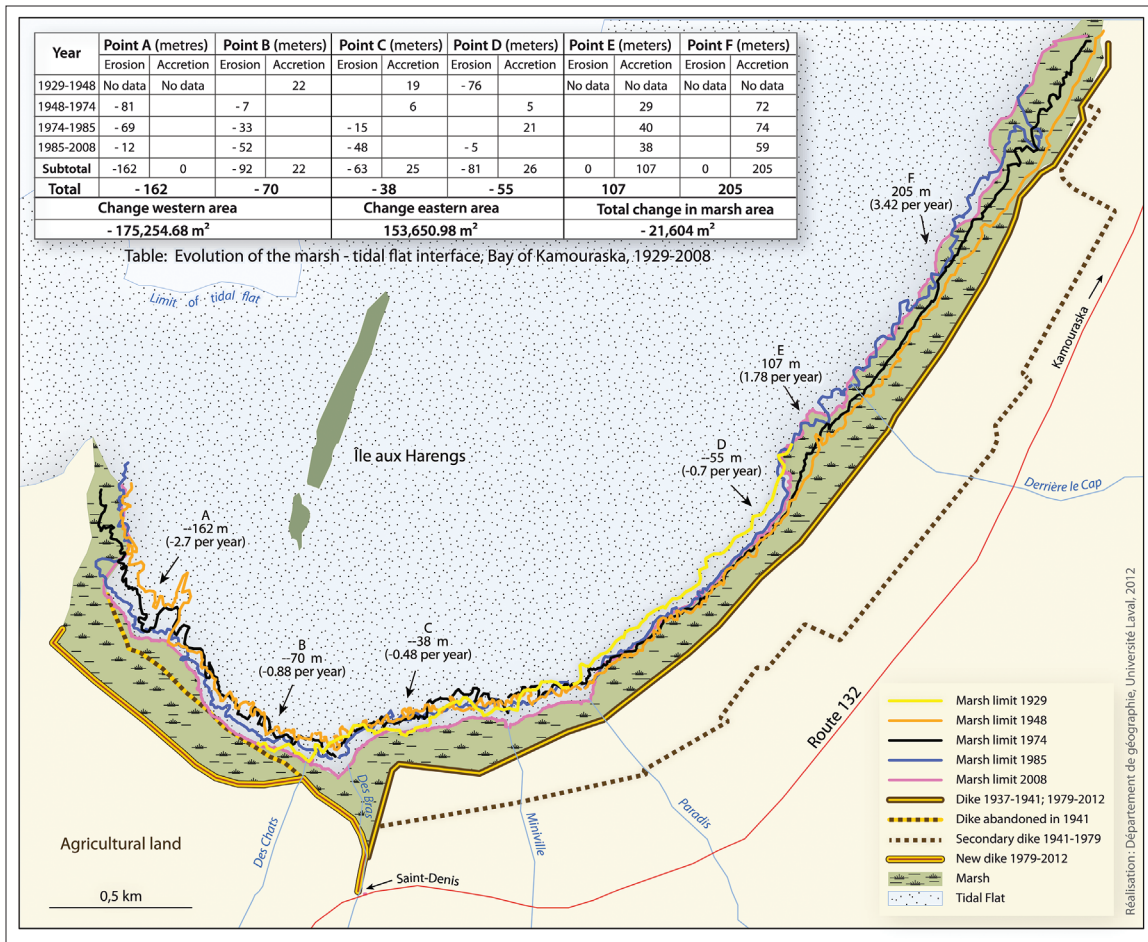 Year Point A (metres) Point B (meters) Point C (meters) Point D (meters) Point E (meters) Point F (meters)
Erosion Accretion Erosion Accretion Erosion Accretion Erosion Accretion Erosion Accretion Erosion Accretion
1929-1948 No data No data 22 19 - 76 No data No data No data No data
1948-1974 - 81 - 7 6 5 29 72
1974-1985 - 69 - 33 - 15 21 40 74
1985-2008 - 12 - 52 - 48 - 5 38 59
Subtotal -162 0 - 92 22 - 63 25 - 81 26 0 107 0 205
Total - 162 - 70 - 38 - 55 107 205
Change western area Change eastern area Total change in marsh area
- 175,254.68 m² 153,650.98 m² - 21,604 m²
Table: Evolution of the marsh - tidal flat interface, Bay of Kamouraska, 1929-2008
Limit of tidal flat
F
205 m
(3.42 per year)
Kamouraska
E
107 m
(1.78 per year)
D
--55 m
(-0.7 per year)
Île aux Harengs
Derrière le Cap
A
--162 m
(-2.7 per year)
B
--70 m
(-0.88 per year)
C
--38 m
(-0.48 per year)
Route 132
Des Chats
Des Bras
Miniville
Paradis
Agricultural land
Saint-Denis
0,5 km
Marsh limit 1929
Marsh limit 1948
Marsh limit 1974
Marsh limit 1985
Marsh limit 2008
Dike 1937-1941; 1979-2012
Dike abandoned in 1941
Secondary dike 1941-1979
New dike 1979-2012
Marsh
Tidal Flat
Réalisation : Département de géographie, Université Laval, 2012